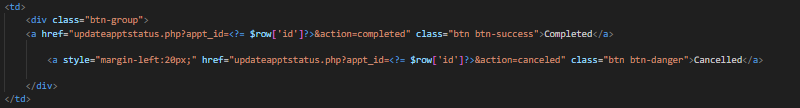 <td>
<div class="btn-group">
<a href="updateapptstatus.php?appt_id=<?= $row['id']?>&action=completed" class="btn btn-success">Completed</a>
<a style="margin-left:20px;" href="updateapptstatus.php?appt_id=<?= $row['id']?>&action=canceled" class="btn btn-danger">Cancelled</a>
</div>
</td>